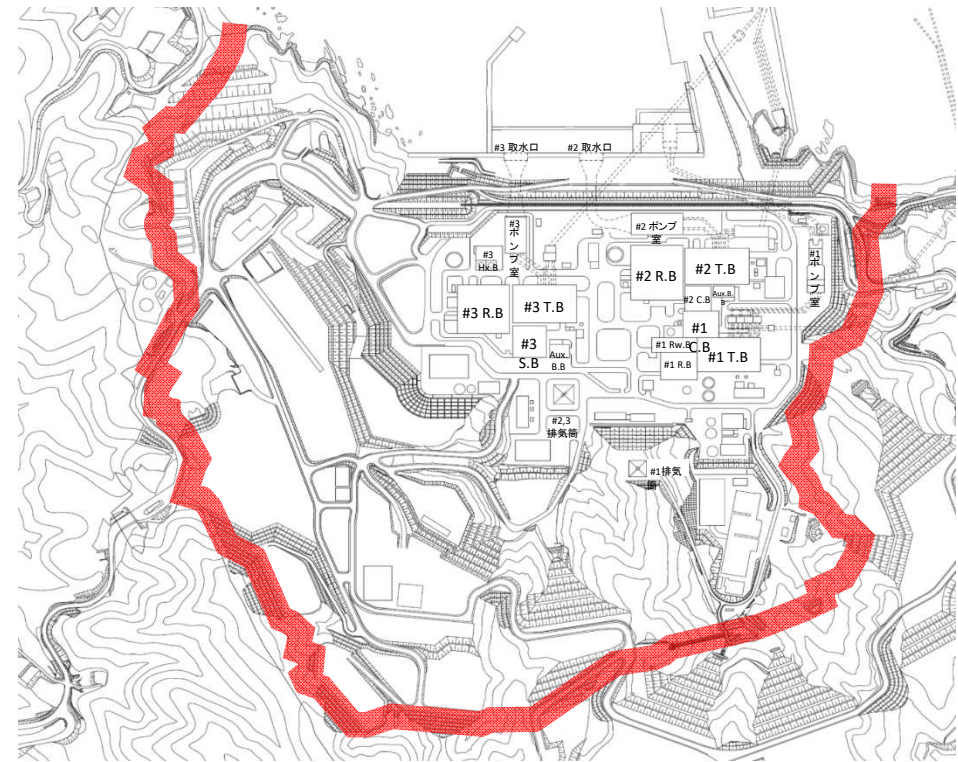 #3 取水口
#2 取水口
#3
ポンプ
室
#2 ポンプ
室
#1
ポンプ
室
#3
Hx.B
#2 R.B
#2 T.B
#2 C.B
Aux.B.
B
#3 R.B
#3 T.B
#1
C.B
#3
S.B
Aux.
B.B
#1 Rw.B
#1 R.B
#1 T.B
#2,3
排気筒
#1排気
筒